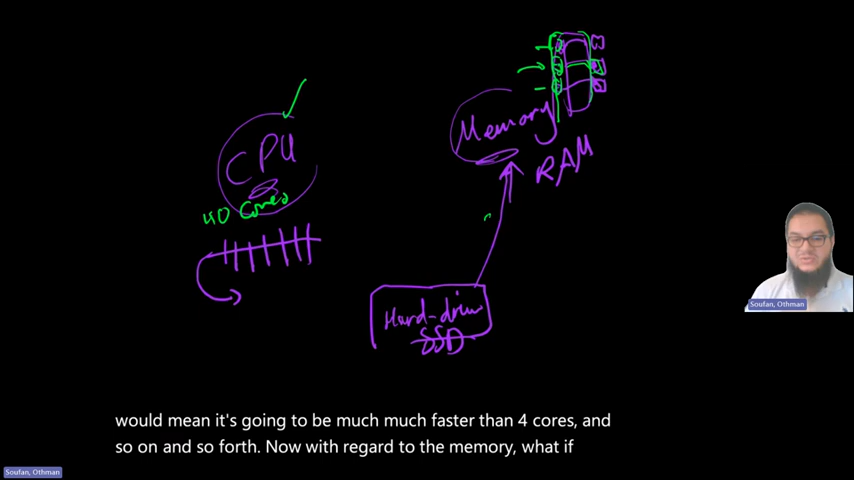 CPU
40 Cores
Memory
RAM
Hard-drive
SSD
Soufan, Othman
would mean it's going to be much much faster than 4 cores, and
so on and so forth. Now with regard to the memory, what if
Soufan, Othman